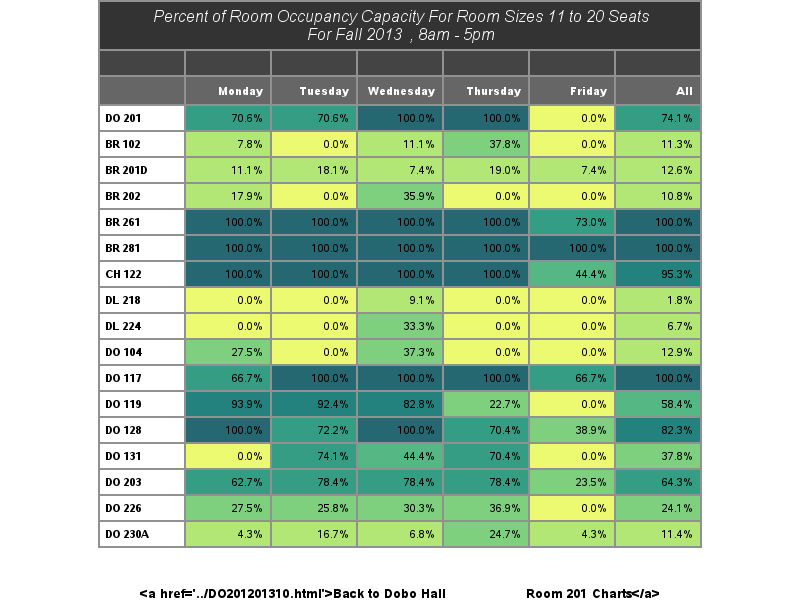 Percent of Room Occupancy Capacity For Room Sizes 11 to 20 Seats
For Fall 2013 , 8am - 5pm
Monday Tuesday Wednesday Thursday Friday All
DO 201 70.6% 70.6% 100.0% 100.0% 0.0% 74.1%
BR 102 7.8% 0.0% 11.1% 37.8% 0.0% 11.3%
BR 201D 11.1% 18.1% 7.4% 19.0% 7.4% 12.6%
BR 202 17.9% 0.0% 35.9% 0.0% 0.0% 10.8%
BR 261 100.0% 100.0% 100.0% 100.0% 73.0% 100.0%
BR 281 100.0% 100.0% 100.0% 100.0% 100.0% 100.0%
CH 122 100.0% 100.0% 100.0% 100.0% 44.4% 95.3%
DL 218 0.0% 0.0% 9.1% 0.0% 0.0% 1.8%
DL 224 0.0% 0.0% 33.3% 0.0% 0.0% 6.7%
DO 104 27.5% 0.0% 37.3% 0.0% 0.0% 12.9%
DO 117 66.7% 100.0% 100.0% 100.0% 66.7% 100.0%
DO 119 93.9% 92.4% 82.8% 22.7% 0.0% 58.4%
DO 128 100.0% 72.2% 100.0% 70.4% 38.9% 82.3%
DO 131 0.0% 74.1% 44.4% 70.4% 0.0% 37.8%
DO 203 62.7% 78.4% 78.4% 78.4% 23.5% 64.3%
DO 226 27.5% 25.8% 30.3% 36.9% 0.0% 24.1%
DO 230A 4.3% 16.7% 6.8% 24.7% 4.3% 11.4%
<a href='../DO201201310.html'>Back to Dobo Hall Room 201 Charts</a>